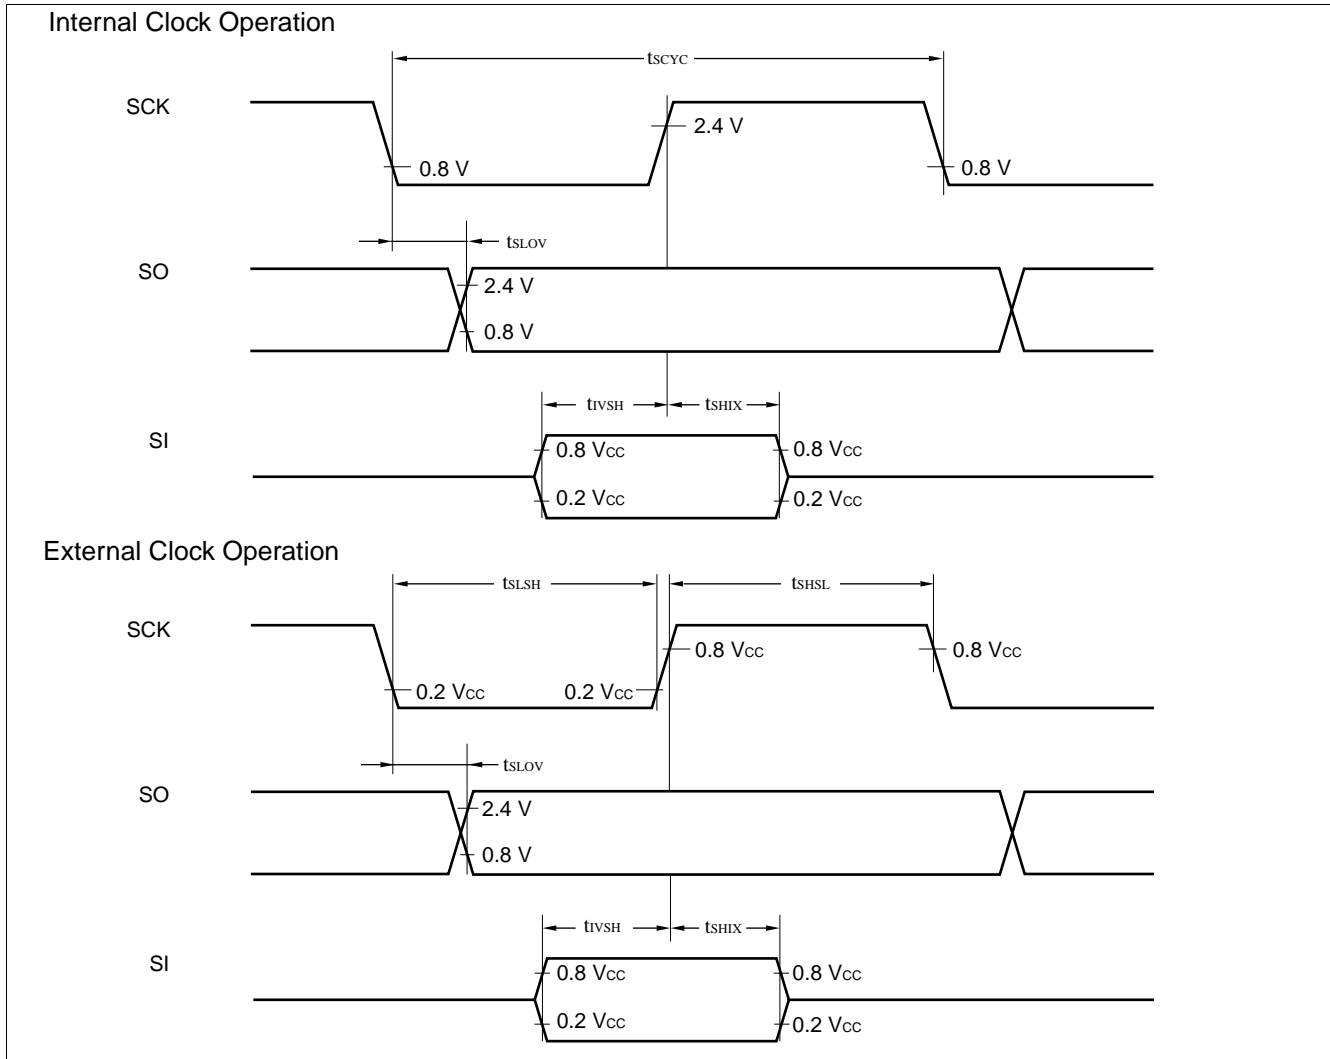 Internal Clock Operation
tSCYC
SCK
2.4 V
0.8 V
0.8 V
tSLOV
SO
2.4 V
0.8 V
tIVSH
tSHIX
SI
0.8 VCC
0.8 VCC
0.2 VCC
0.2 VCC
External Clock Operation
tSLSH
tSHSL
SCK
0.8 VCC
0.8 VCC
0.2 VCC
0.2 VCC
tSLOV
SO
2.4 V
0.8 V
tIVSH
tSHIX
SI
0.8 VCC
0.8 VCC
0.2 VCC
0.2 VCC